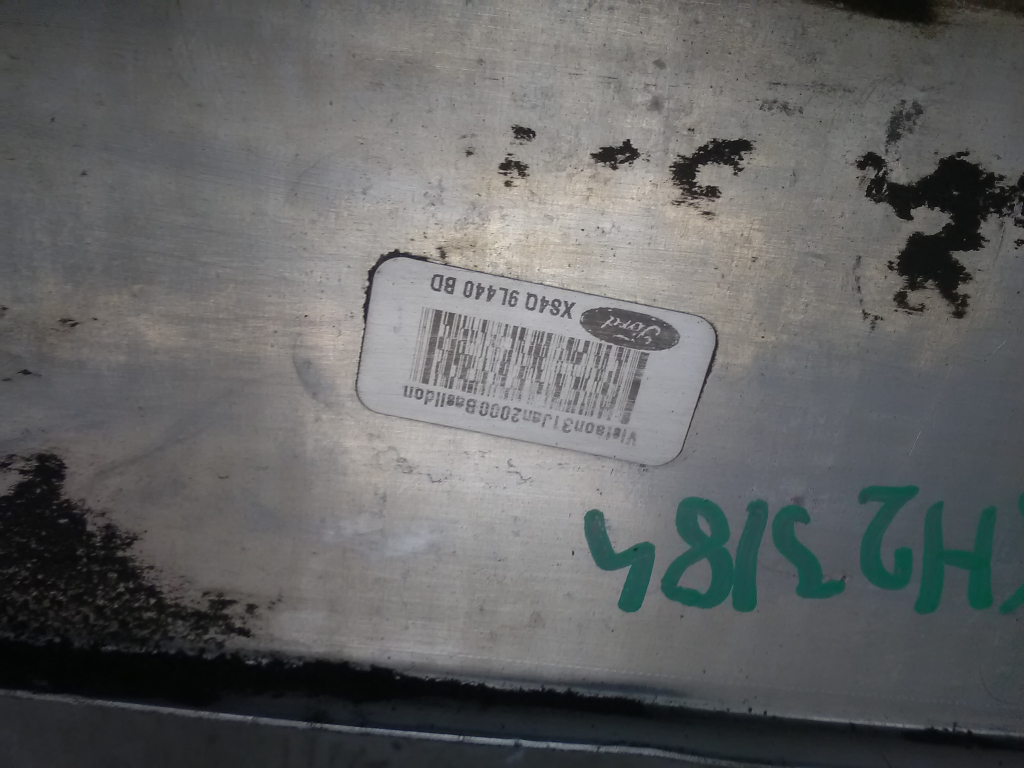 H2 3184
Visteon31Jan2000Basildon
Ford XS4Q 9L440 BD